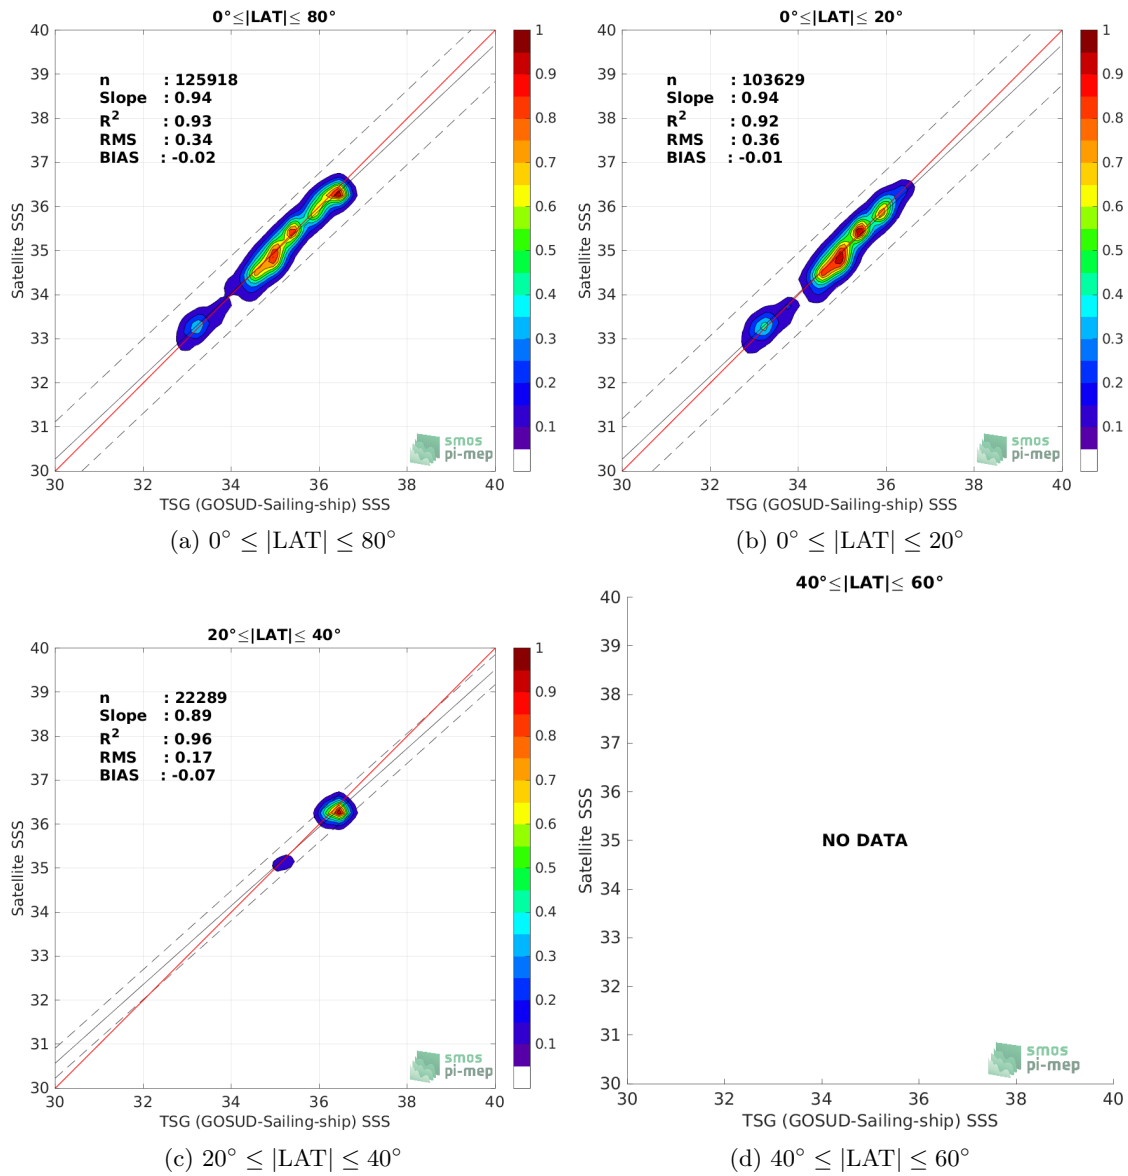 0°≤|LAT|≤ 80°
40
39
38
37
36
35
34
33
32
31
30
Satellite SSS
n : 125918
Slope : 0.94
R² : 0.93
RMS : 0.34
BIAS : -0.02
smos
pi-mep
30 32 34 36 38 40
TSG (GOSUD-Sailing-ship) SSS
1
0.9
0.8
0.7
0.6
0.5
0.4
0.3
0.2
0.1
(a) 0° ≤ |LAT| ≤ 80°
0°≤|LAT|≤ 20°
40
39
38
37
36
35
34
33
32
31
30
Satellite SSS
n : 103629
Slope : 0.94
R² : 0.92
RMS : 0.36
BIAS : -0.01
smos
pi-mep
30 32 34 36 38 40
TSG (GOSUD-Sailing-ship) SSS
1
0.9
0.8
0.7
0.6
0.5
0.4
0.3
0.2
0.1
(b) 0° ≤ |LAT| ≤ 20°
20°≤|LAT|≤ 40°
40
39
38
37
36
35
34
33
32
31
30
Satellite SSS
n : 22289
Slope : 0.89
R² : 0.96
RMS : 0.17
BIAS : -0.07
smos
pi-mep
30 32 34 36 38 40
TSG (GOSUD-Sailing-ship) SSS
1
0.9
0.8
0.7
0.6
0.5
0.4
0.3
0.2
0.1
(c) 20° ≤ |LAT| ≤ 40°
40°≤|LAT|≤ 60°
40
39
38
37
36
35
34
33
32
31
30
Satellite SSS
NO DATA
smos
pi-mep
30 32 34 36 38 40
TSG (GOSUD-Sailing-ship) SSS
(d) 40° ≤ |LAT| ≤ 60°